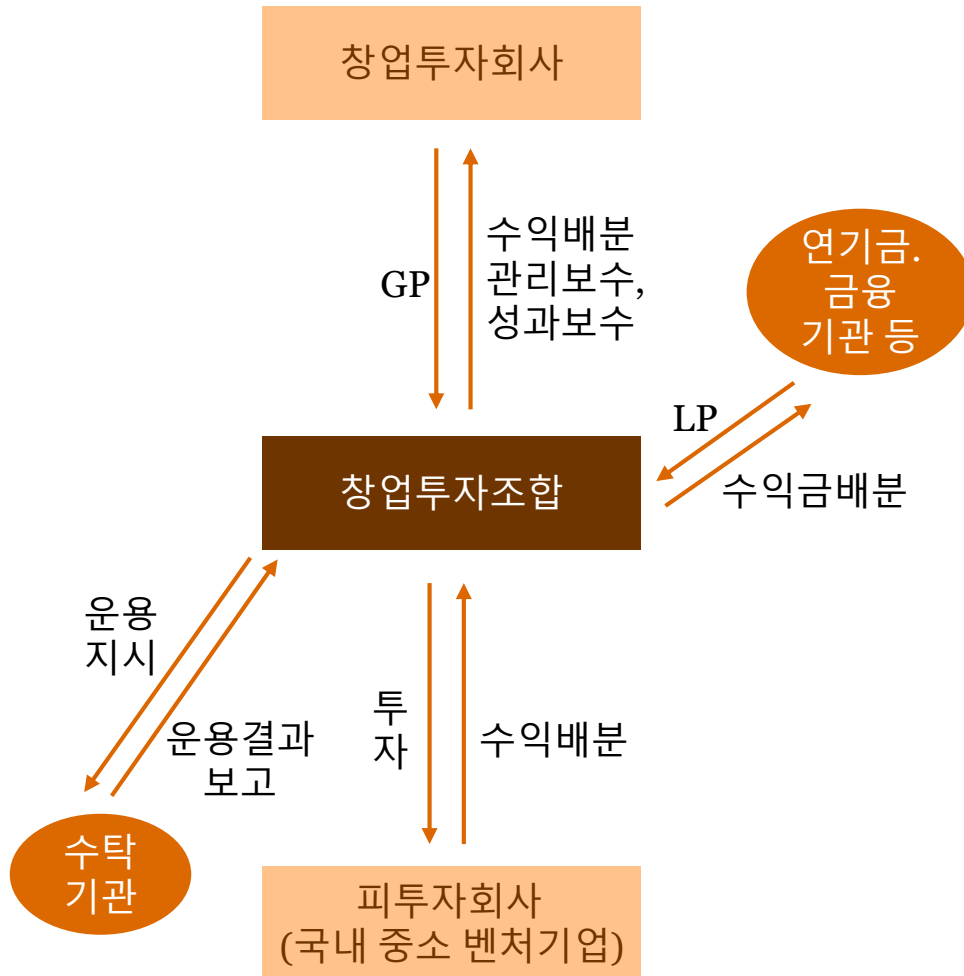 창업투자회사
GP
수익배분
관리보수,
성과보수
연기금.
금융
기관 등
LP
수익금배분
창업투자조합
운용
지시
운용결과
보고
투
자
수익배분
수탁
기관
피투자회사
(국내 중소 벤처기업)